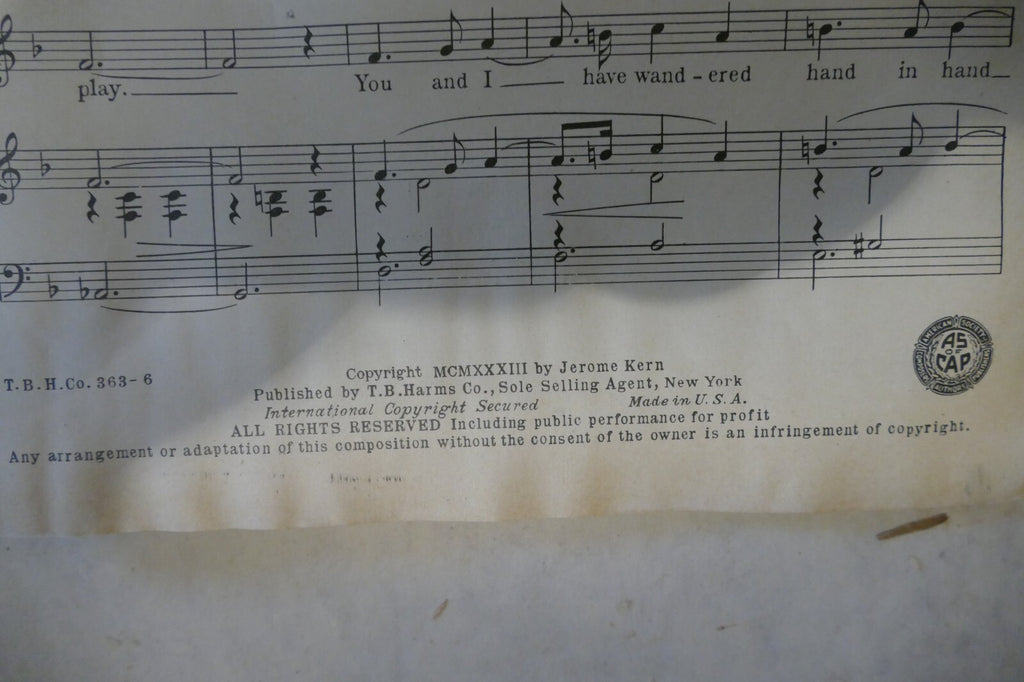 play.
You and I have wand-ered hand in hand
T.B.H.Co. 363-6
Copyright MCMXXXIII by Jerome Kern
Published by T.B.Harms Co., Sole Selling Agent, New York
International Copyright Secured Made in U. S. A.
ALL RIGHTS RESERVED Including public performance for profit
Any arrangement or adaptation of this composition without the consent of the owner is an infringement of copyright.
AMERICAN SOCIETY
AS
OF
CAP